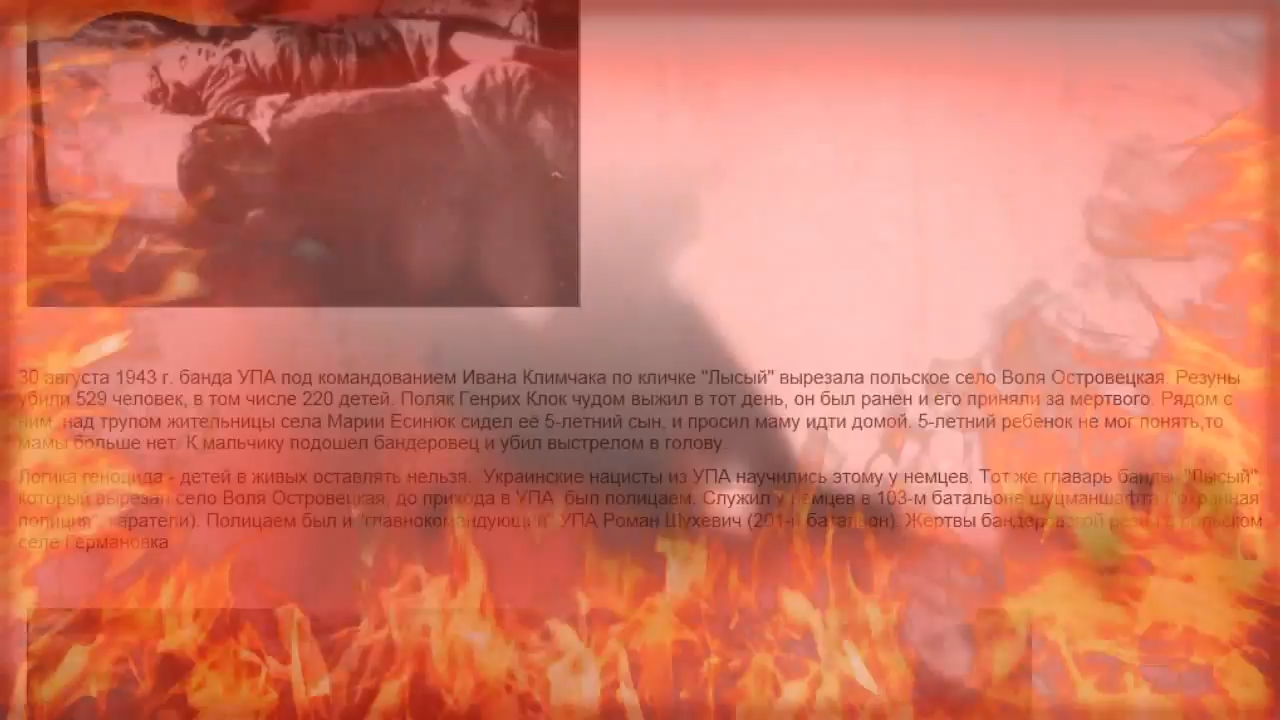 30 августа 1943 г. банда УПА под командованием Ивана Климчака по кличке "Лысый" вырезала польское село Воля Островецкая. Резуны
убили 529 человек, в том числе 220 детей. Поляк Генрих Клок чудом выжил в тот день, он был ранен и его приняли за мертвого. Рядом с
ним, над трупом жительницы села Марии Есинюк сидел её 5-летний сын, и просил маму идти домой. 5-летний ребенок не мог понять,то
мамы больше нет. К мальчику подошел бандеровец и убил выстрелом в голову
Логика геноцида - детей в живых оставлять нельзя. Украинские нацисты из УПА научились этому у немцев. Тот же главарь банды "Лысый"
который вырезал село Воля Островецкая, до прихода в УПА был полицаем. Служил у немцев в 103-м батальоне шуцманшафта
полиция", каратели). Полицаем был и "главнокомандующий" УПА Роман Шухевич (201-й батальон). Жертвы бандеровской в польском
селе Германовка